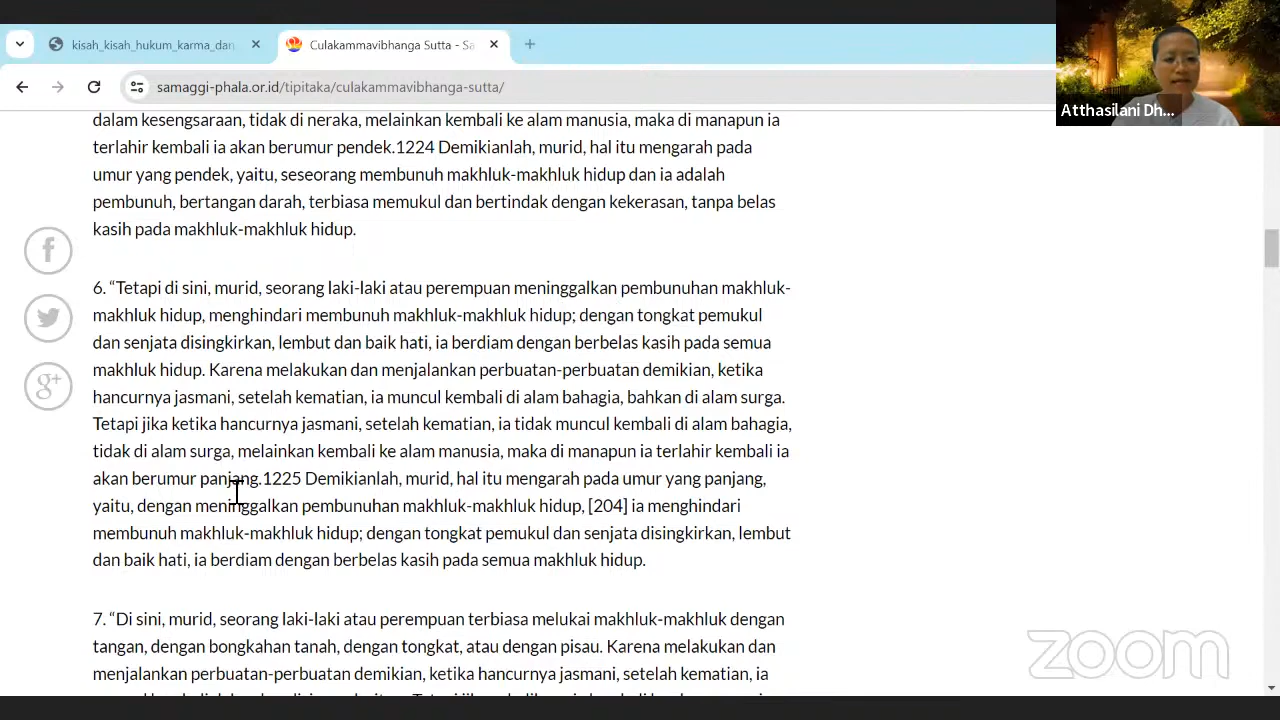 kisah_kisah_hukum_karma_dan
Culakammavibhanga Sutta - Sa
samaggi-phala.or.id/tipitaka/culakammavibhanga-sutta/
Atthasilani Dh...
dalam kesengsaraan, tidak di neraka, melainkan kembali ke alam manusia, maka di manapun ia
terlahir kembali ia akan berumur pendek.1224 Demikianlah, murid, hal itu mengarah pada
umur yang pendek, yaitu, seseorang membunuh makhluk-makhluk hidup dan ia adalah
pembunuh, bertangan darah, terbiasa memukul dan bertindak dengan kekerasan, tanpa belas
kasih pada makhluk-makhluk hidup.
6. “Tetapi di sini, murid, seorang laki-laki atau perempuan meninggalkan pembunuhan makhluk-
makhluk hidup, menghindari membunuh makhluk-makhluk hidup; dengan tongkat pemukul
dan senjata disingkirkan, lembut dan baik hati, ia berdiam dengan berbelas kasih pada semua
makhluk hidup. Karena melakukan dan menjalankan perbuatan-perbuatan demikian, ketika
hancurnya jasmani, setelah kematian, ia muncul kembali di alam bahagia, bahkan di alam surga.
Tetapi jika ketika hancurnya jasmani, setelah kematian, ia tidak muncul kembali di alam bahagia,
tidak di alam surga, melainkan kembali ke alam manusia, maka di manapun ia terlahir kembali ia
akan berumur panjang.1225 Demikianlah, murid, hal itu mengarah pada umur yang panjang,
yaitu, dengan meninggalkan pembunuhan makhluk-makhluk hidup, [204] ia menghindari
membunuh makhluk-makhluk hidup; dengan tongkat pemukul dan senjata disingkirkan, lembut
dan baik hati, ia berdiam dengan berbelas kasih pada semua makhluk hidup.
7. “Di sini, murid, seorang laki-laki atau perempuan terbiasa melukai makhluk-makhluk dengan
tangan, dengan bongkahan tanah, dengan tongkat, atau dengan pisau. Karena melakukan dan
menjalankan perbuatan-perbuatan demikian, ketika hancurnya jasmani, setelah kematian, ia
zoom